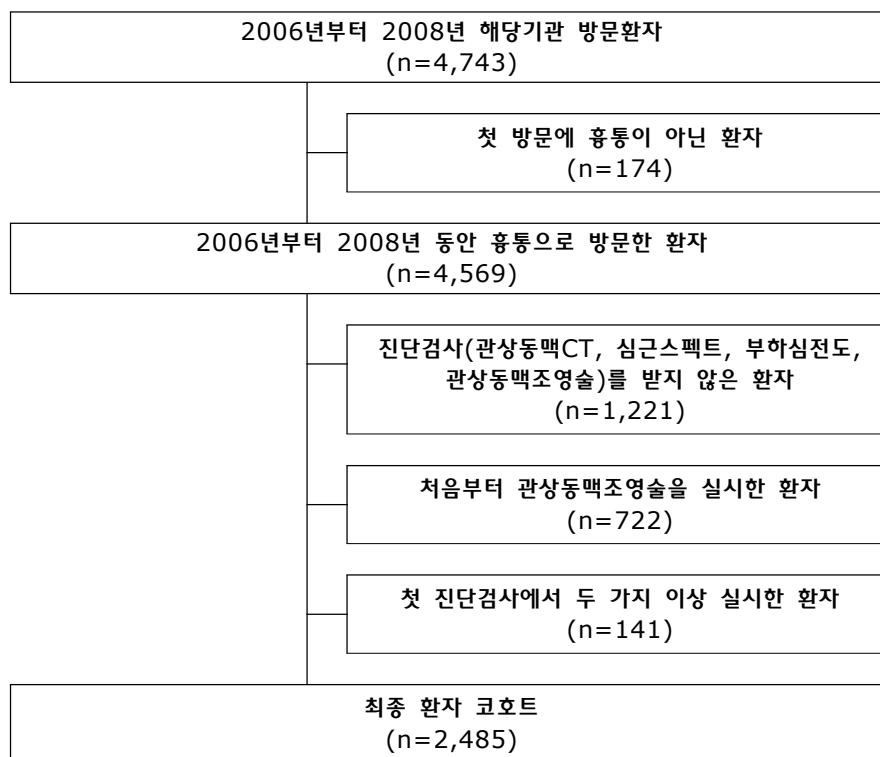 2006년부터 2008년 해당기관 방문환자
(n=4,743)
첫 방문에 흉통이 아닌 환자
(n=174)
2006년부터 2008년 동안 흉통으로 방문한 환자
(n=4,569)
진단검사(관상동맥CT, 심근스펙트, 부하심전도,
관상동맥조영술)를 받지 않은 환자
(n=1,221)
처음부터 관상동맥조영술을 실시한 환자
(n=722)
첫 진단검사에서 두 가지 이상 실시한 환자
(n=141)
최종 환자 코호트
(n=2,485)